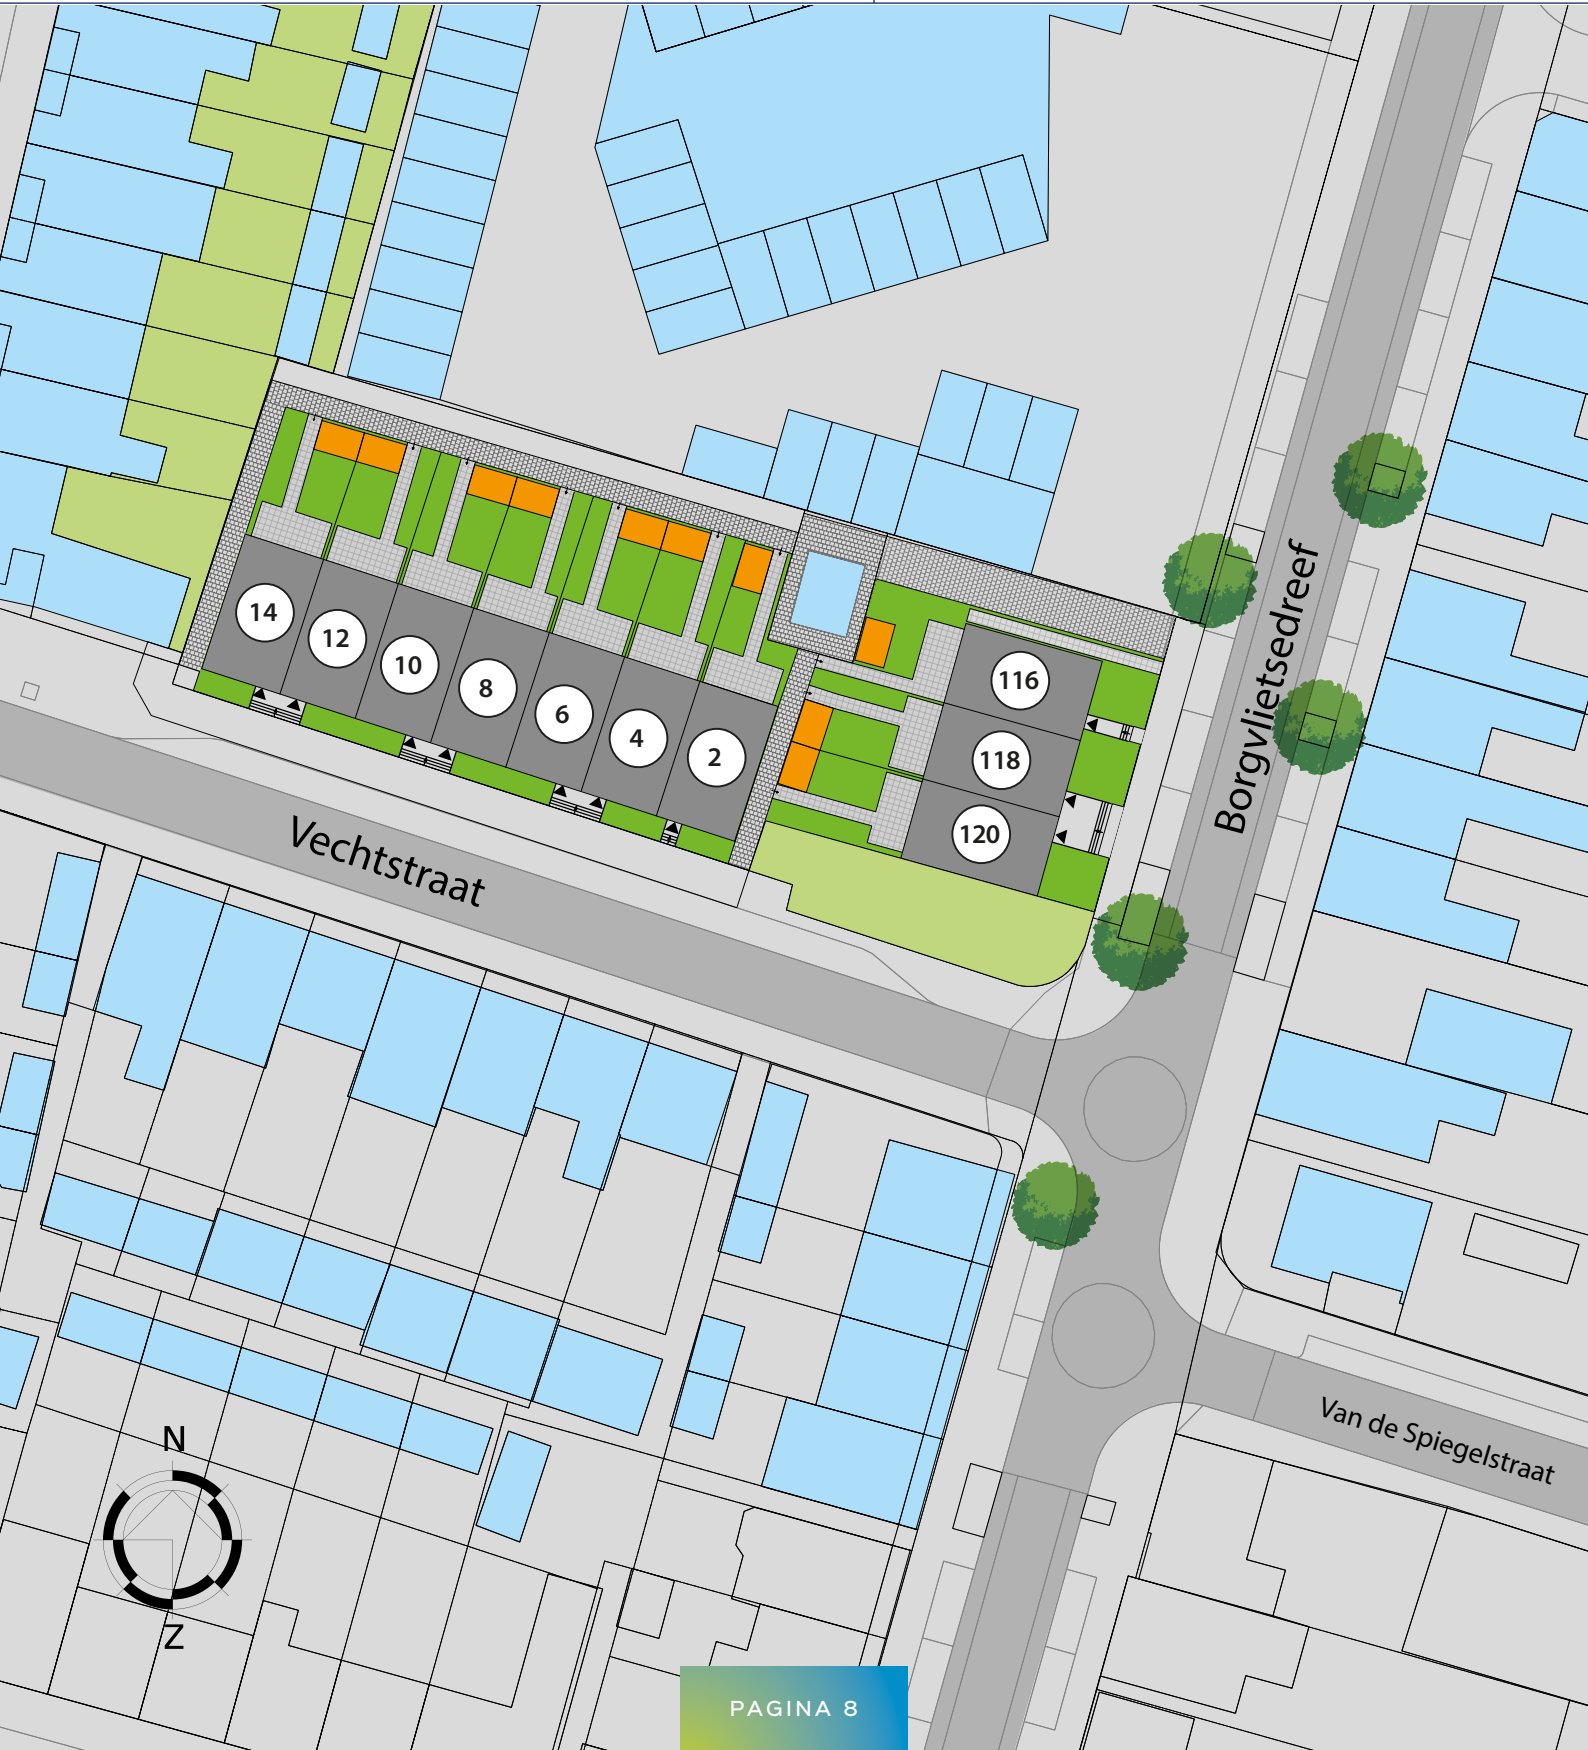 14
12
10
8
6
4
2
116
118
120
Borgvlietsedreef
Vechtstraat
Van de Spiegelstraat
N
Z
PAGINA 8